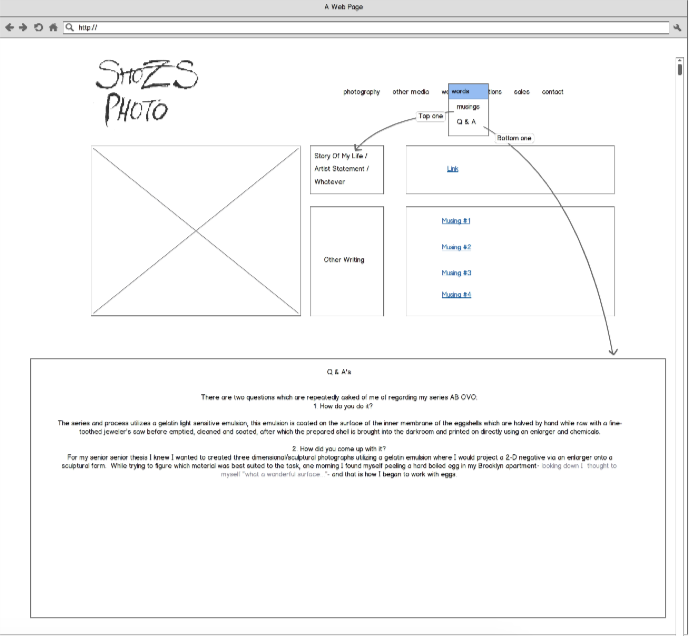 A Web Page
http://
SHOZS
PHOTO
photography other media words tions sales contact
musings
Q & A
Top one
Bottom one
Story Of My Life /
Artist Statement /
Whatever
Link
Other Writing
Musing #1
Musing #2
Musing #3
Musing #4
Q & A's
There are two questions which are repeatedly asked of me of regarding my series AB OVO.
1. How do you do it?
The series and process utilizes a gelatin light sensitive emulsion, this emulsion is coated on the surface of the inner membrane of the eggshells which are halved by hand while raw with a fine-
toothed jeweler's saw before emptied, cleaned and coated, after which the prepared shell is brought into the darkroom and printed on directly using an enlarger and chemicals.
2. How did you come up with it?
For my senior senior thesis I knew I wanted to created three dimensional/sculptural photographs utilizing a gelatin emulsion where I would project a 2-D negative via an enlarger onto a
sculptural form. While trying to figure which material was best suited to the task, one morning I found myself peeling a hard boiled egg in my Brooklyn apartment- looking down I thought to
myself "what a wonderful surface. "- and that is how I began to work with eggs.